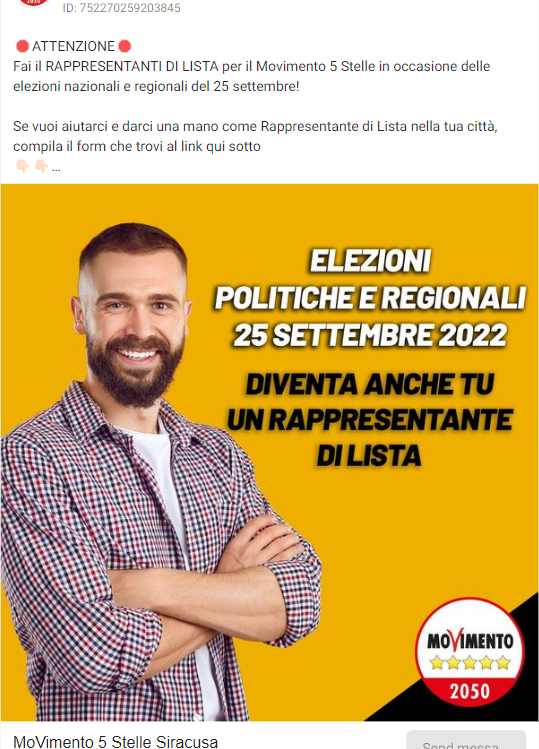 2050
ID: 752270259203845
🛑ATTENZIONE🛑
Fai il RAPPRESENTANTI DI LISTA per il Movimento 5 Stelle in occasione delle
elezioni nazionali e regionali del 25 settembre!
Se vuoi aiutarci e darci una mano come Rappresentante di Lista nella tua città,
compila il form che trovi al link qui sotto
👇🏻👇🏻...
ELEZIONI
POLITICHE E REGIONALI
25 SETTEMBRE 2022
DIVENTA ANCHE TU
UN RAPPRESENTANTE
DI LISTA
MOVIMENTO
2050
MoVimento 5 Stelle Siracusa
Send messa